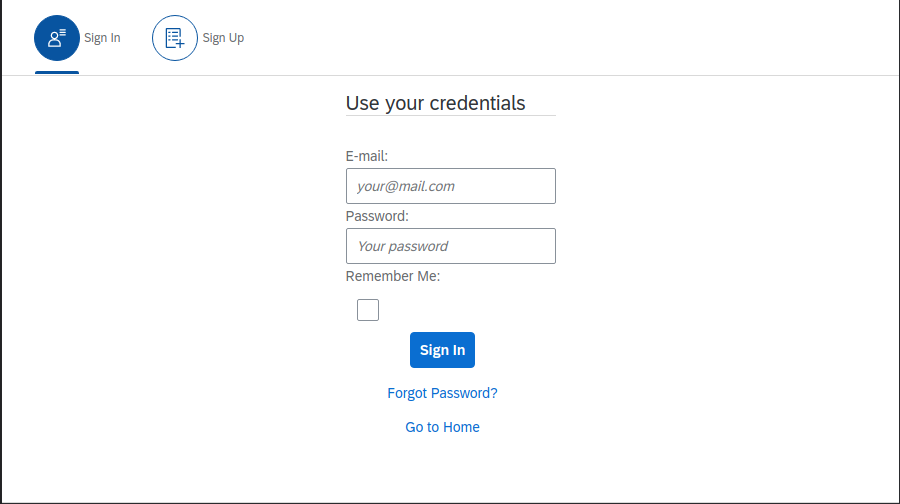 Sign In
Sign Up
Use your credentials
E-mail:
your@mail.com
Password:
Your password
Remember Me:
Sign In
Forgot Password?
Go to Home